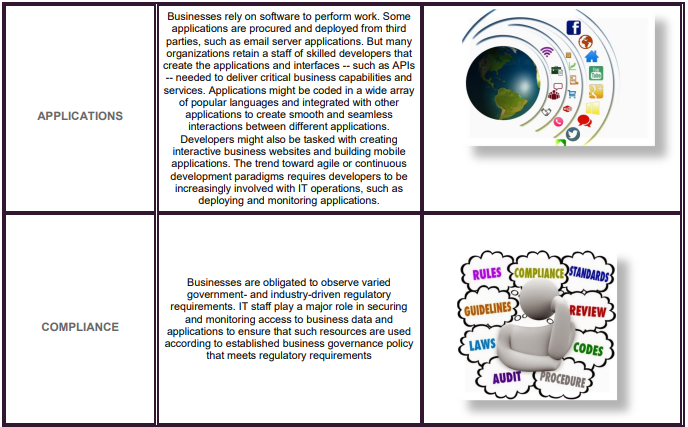 APPLICATIONS
Businesses rely on software to perform work. Some
applications are procured and deployed from third
parties, such as email server applications. But many
organizations retain a staff of skilled developers that
create the applications and interfaces -- such as APIs
-- needed to deliver critical business capabilities and
services. Applications might be coded in a wide array
of popular languages and integrated with other
applications to create smooth and seamless
interactions between different applications.
Developers might also be tasked with creating
interactive business websites and building mobile
applications. The trend toward agile or continuous
development paradigms requires developers to be
increasingly involved with IT operations, such as
deploying and monitoring applications.
COMPLIANCE
Businesses are obligated to observe varied
government- and industry-driven regulatory
requirements. IT staff play a major role in securing
and monitoring access to business data and
applications to ensure that such resources are used
according to established business governance policy
that meets regulatory requirements
RULES
COMPLIANCE
STANDARDS
GUIDELINES
REVIEW
LAWS
CODES
AUDIT
PROCEDURE